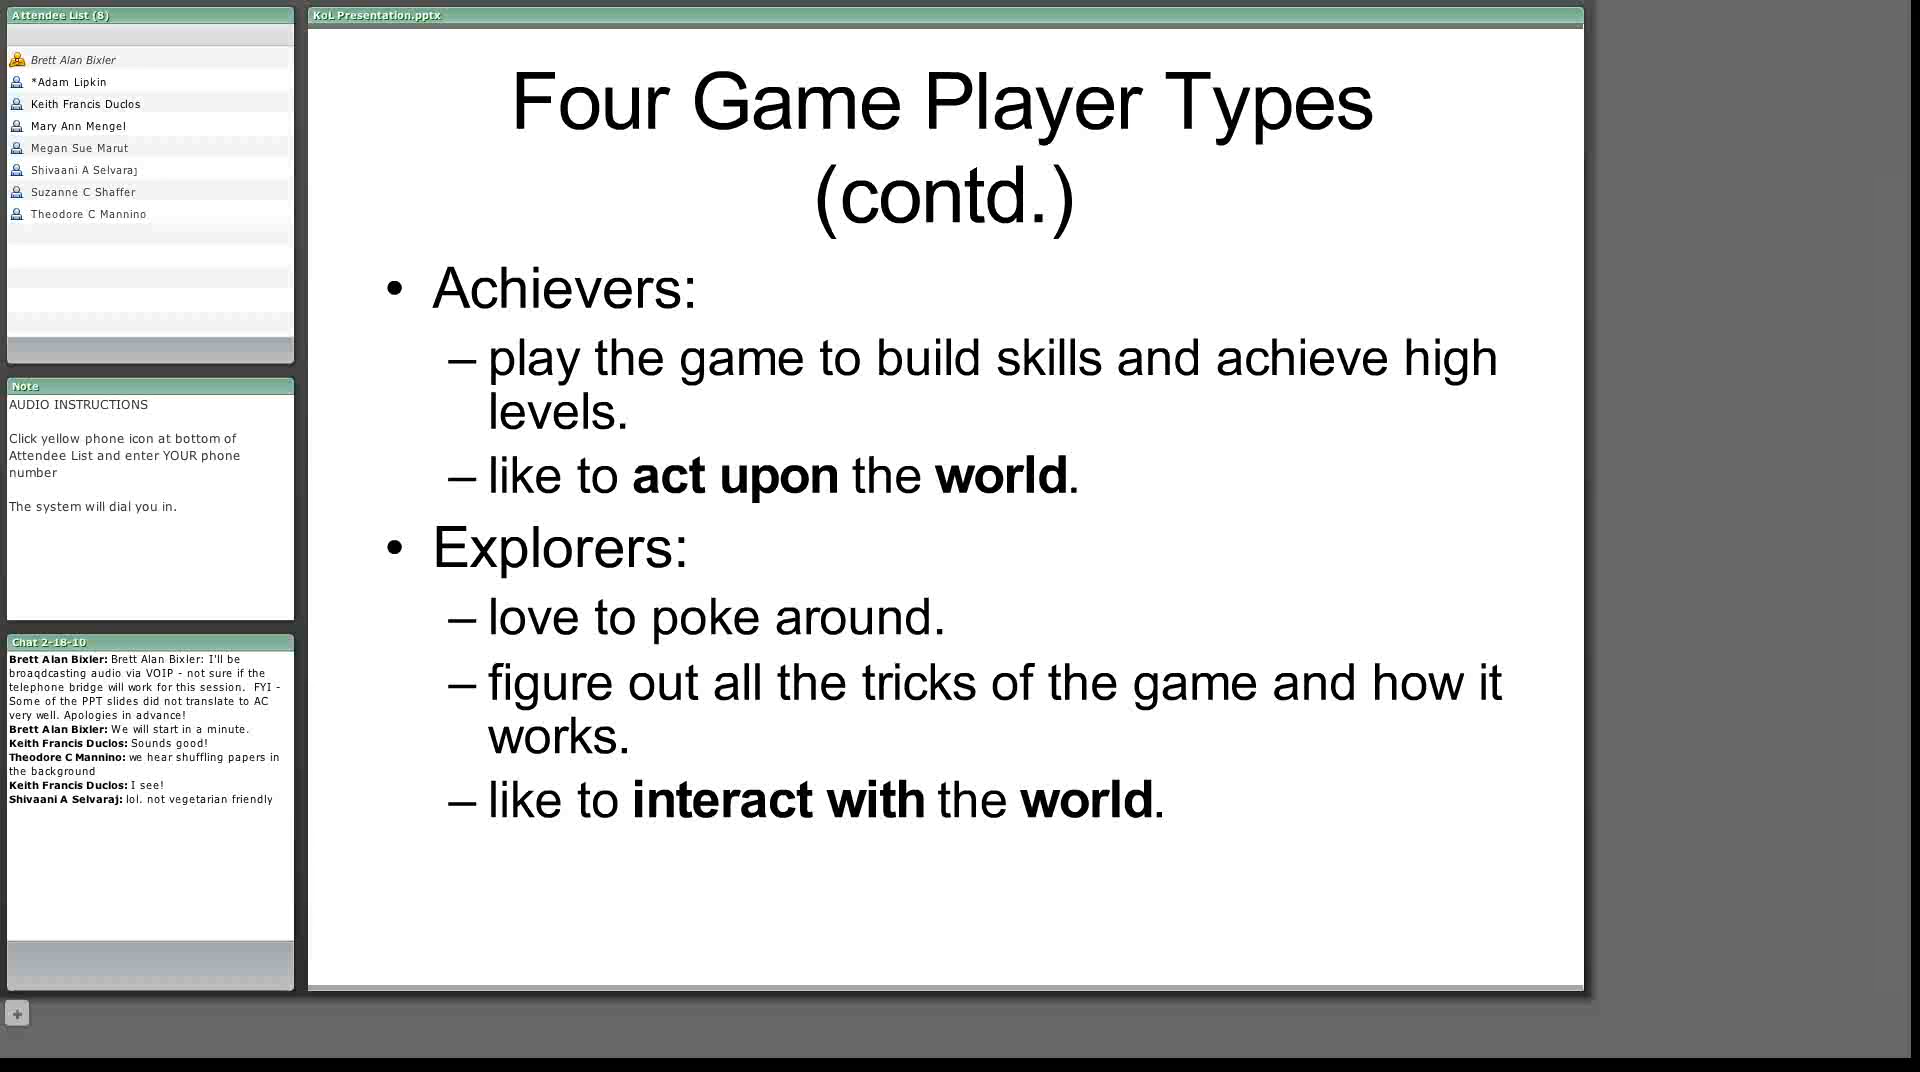 Attendee List (8)
Brett Alan Bixler
*Adam Lipkin
Keith Francis Duclos
Mary Ann Mengel
Megan Sue Marut
Shivaani A Selvaraj
Suzanne C Shaffer
Theodore C Mannino
Note
AUDIO INSTRUCTIONS
Click yellow phone icon at bottom of
Attendee List and enter YOUR phone
number
The system will dial you in.
Chat 2-18-10
Brett Alan Bixler: Brett Alan Bixler: I'll be
broaqdcasting audio via VOIP - not sure if the
telephone bridge will work for this session.  FYI -
Some of the PPT slides did not translate to AC
very well. Apologies in advance!
Brett Alan Bixler: We will start in a minute.
Keith Francis Duclos: Sounds good!
Theodore C Mannino: we hear shuffling papers in
the background
Keith Francis Duclos: I see!
Shivaani A Selvaraj: lol. not vegetarian friendly
KoL Presentation.pptx
Four Game Player Types
(contd.)
• Achievers:
– play the game to build skills and achieve high
levels.
– like to act upon the world.
• Explorers:
– love to poke around.
– figure out all the tricks of the game and how it
works.
– like to interact with the world.